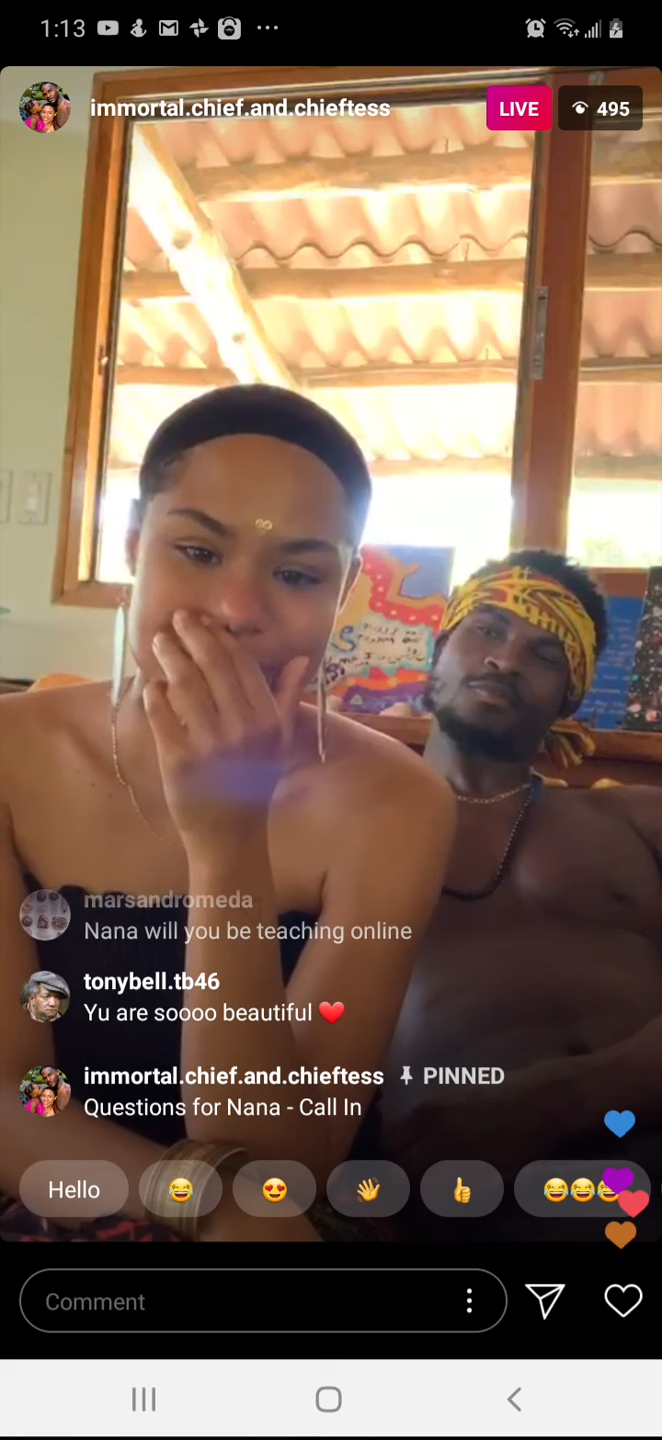 1:13
immortal.chief.and.chieftess
LIVE
495
marsandromeda
Nana will you be teaching online
tonybell.tb46
Yu are soooo beautiful ❤️
immortal.chief.and.chieftess PINNED
Questions for Nana - Call In
Hello 😂 😍 👋 👍 😂😂😂
Comment